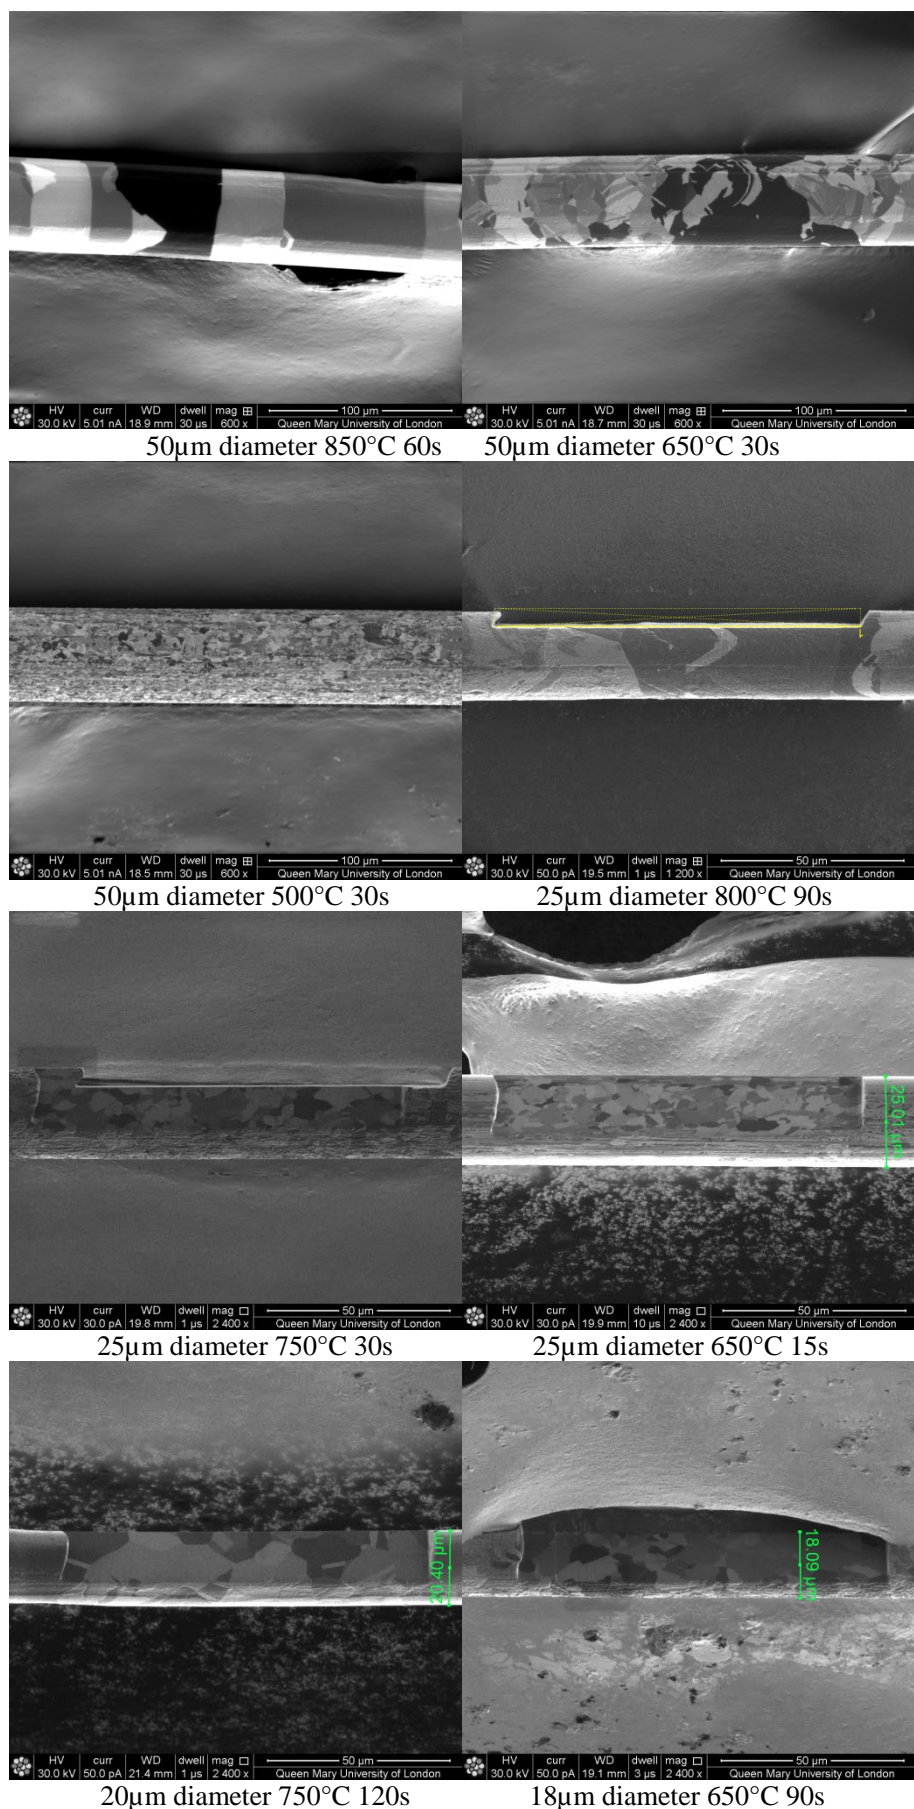 HV curr WD dwell mag 100 µm
30.0 kV 5.01 nA 18.9 mm 30 µs 600 x Queen Mary University of London
HV curr WD dwell mag 100 µm
30.0 kV 5.01 nA 18.7 mm 30 µs 600 x Queen Mary University of London
50µm diameter 850°C 60s
50µm diameter 650°C 30s
HV curr WD dwell mag 100 µm
30.0 kV 5.01 nA 18.5 mm 30 µs 600 x Queen Mary University of London
HV curr WD dwell mag 50 µm
30.0 kV 50.0 pA 19.5 mm 1 µs 1 200 x Queen Mary University of London
50µm diameter 500°C 30s
25µm diameter 800°C 90s
25.01 µm
HV curr WD dwell mag 50 µm
30.0 kV 30.0 pA 19.8 mm 1 µs 2 400 x Queen Mary University of London
HV curr WD dwell mag 50 µm
30.0 kV 30.0 pA 19.9 mm 10 µs 2 400 x Queen Mary University of London
25µm diameter 750°C 30s
25µm diameter 650°C 15s
20.40 µm
18.09 µm
HV curr WD dwell mag 50 µm
30.0 kV 50.0 pA 21.4 mm 1 µs 2 400 x Queen Mary University of London
HV curr WD dwell mag 50 µm
30.0 kV 50.0 pA 19.1 mm 3 µs 2 400 x Queen Mary University of London
20µm diameter 750°C 120s
18µm diameter 650°C 90s